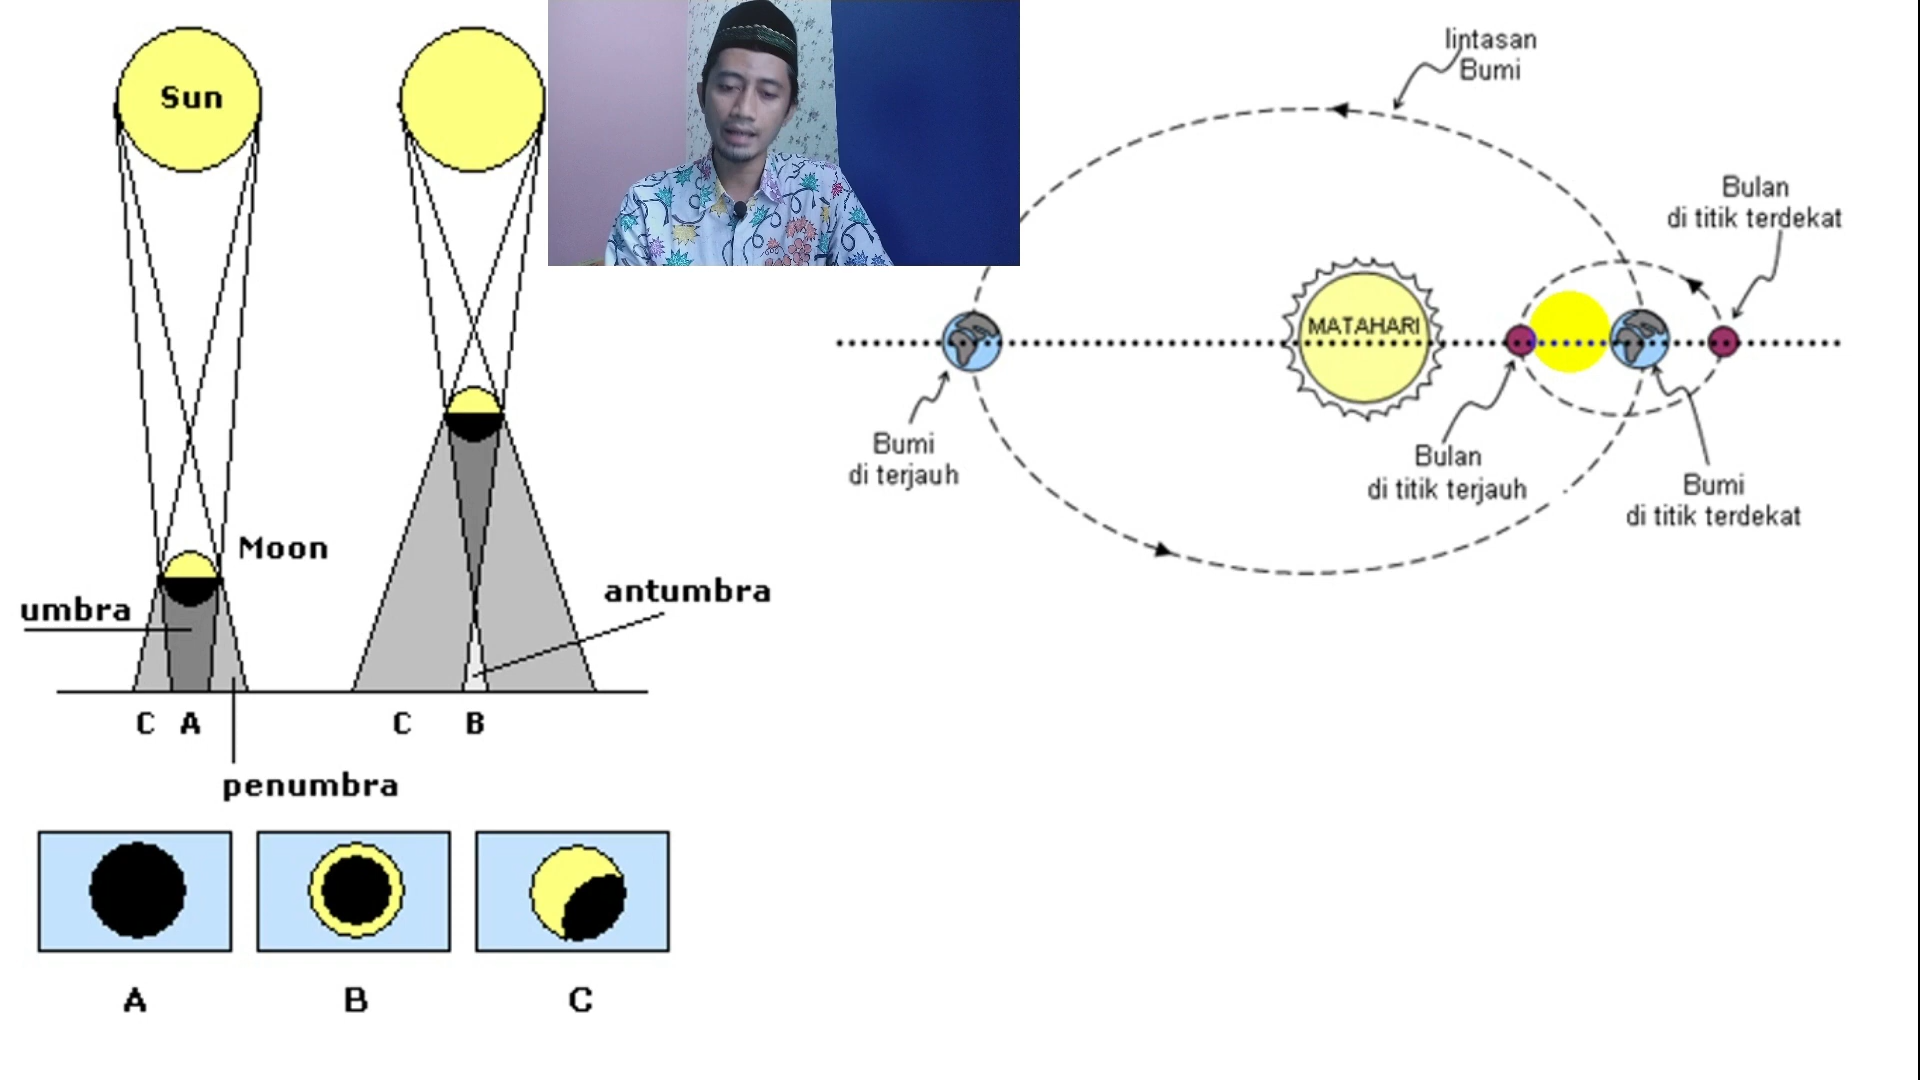 Sun
Moon
umbra
antumbra
C A
C B
penumbra
A
B
C
lintasan
Bumi
Bulan
di titik terdekat
MATAHARI
Bumi
di terjauh
Bulan
di titik terjauh
Bumi
di titik terdekat